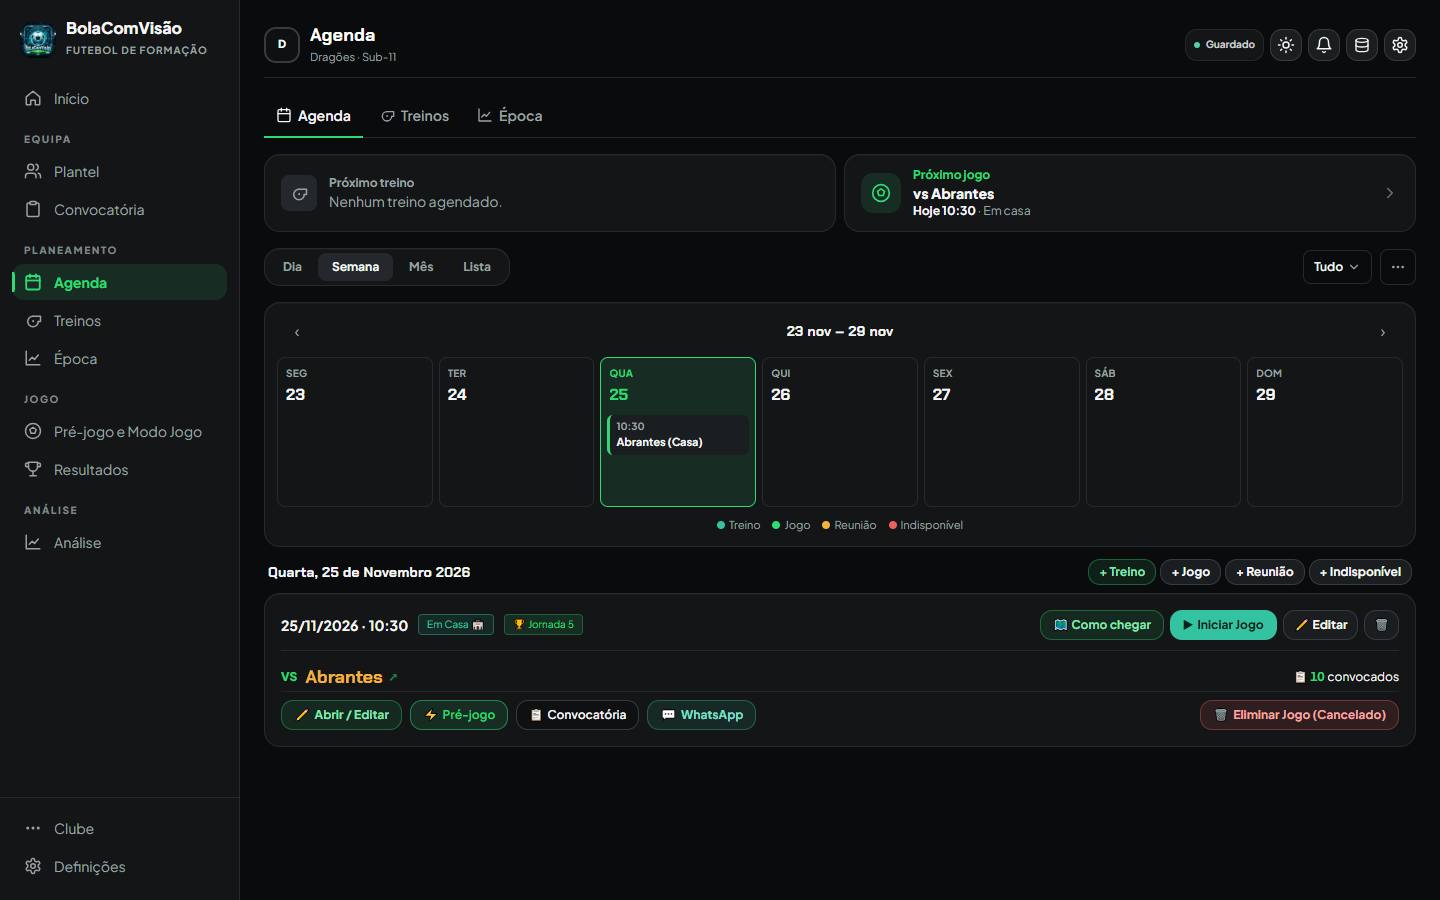 BolaComVisão
FUTEBOL DE FORMAÇÃO
Início
EQUIPA
Plantel
Convocatória
PLANEAMENTO
Agenda
Treinos
Época
JOGO
Pré-jogo e Modo Jogo
Resultados
ANÁLISE
Análise
Clube
Definições
D
Agenda
Dragões · Sub-11
Guardado
Agenda
Treinos
Época
Próximo treino
Nenhum treino agendado.
Próximo jogo
vs Abrantes
Hoje 10:30 · Em casa
Dia
Semana
Mês
Lista
Tudo
‹
23 nov – 29 nov
›
SEG
23
TER
24
QUA
25
10:30
Abrantes (Casa)
QUI
26
SEX
27
SÁB
28
DOM
29
Treino
Jogo
Reunião
Indisponível
Quarta, 25 de Novembro 2026
+ Treino
+ Jogo
+ Reunião
+ Indisponível
25/11/2026 · 10:30
Em Casa
Jornada 5
Como chegar
Iniciar Jogo
Editar
VS Abrantes
10 convocados
Abrir / Editar
Pré-jogo
Convocatória
WhatsApp
Eliminar Jogo (Cancelado)